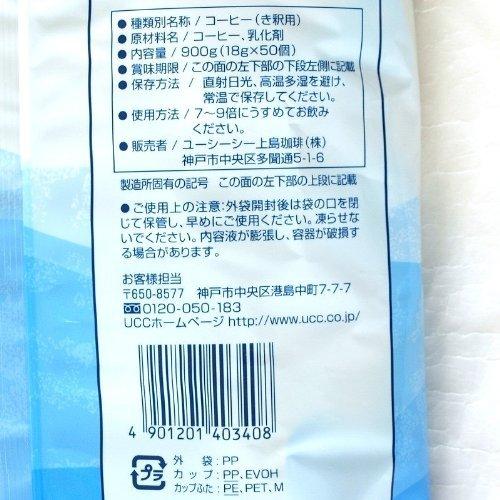 ● 種類別名称 / コーヒー(き釈用)
● 原材料名 / コーヒー、乳化剤
● 内容量 / 900g(18g×50個)
● 賞味期限 / この面の左下部の下段左側に記載
● 保存方法 / 直射日光、高温多湿を避け、
常温で保存してください。
● 使用方法 / 7〜9倍にうすめてお飲み
ください。
● 販売者 / ユーシーシー上島珈琲(株)
神戸市中央区多聞通5-1-6
製造所固有の記号 この面の左下部の上段に記載
● ご使用上の注意:外袋開封後は袋の口を閉
じて保管し、早めにご使用ください。凍らせな
いでください。内容液が膨張し、容器が破損す
る場合があります。
お客様担当
〒650-8577 神戸市中央区港島中町7-7-7
0120-050-183
UCCホームページ http://www.ucc.co.jp/
4 901201 403408
プラ
外袋:PP
カップ:PP、EVOH
カップふた:PE、PET、M